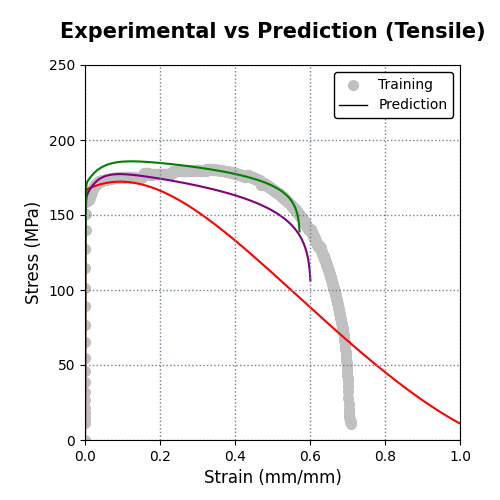 Experimental vs Prediction (Tensile)
250
200
150
100
50
0
Stress (MPa)
Training
Prediction
0.0 0.2 0.4 0.6 0.8 1.0
Strain (mm/mm)